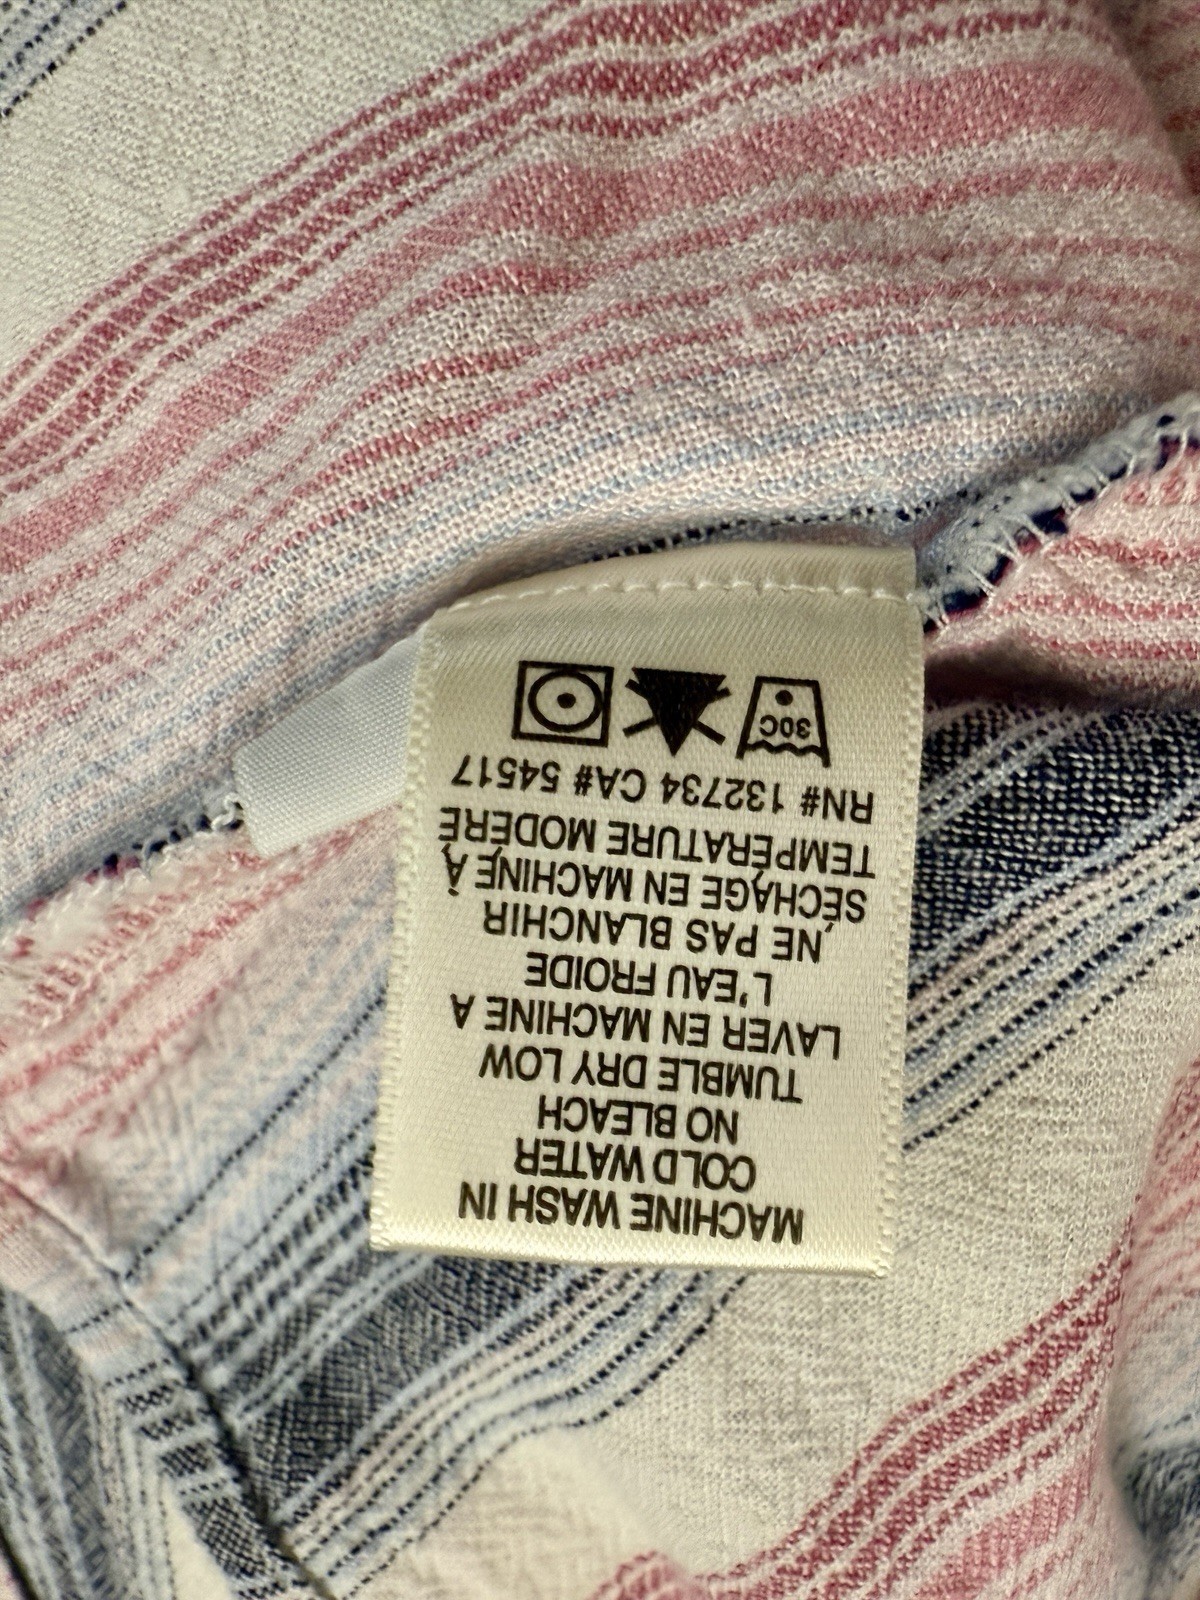 MACHINE WASH IN
COLD WATER
NO BLEACH
TUMBLE DRY LOW
LAVER EN MACHINE A
L'EAU FROIDE
NE PAS BLANCHIR
SÉCHAGE EN MACHINE À
TEMPÉRATURE MODÉRÉ
RN# 132734 CA# 54517
30C